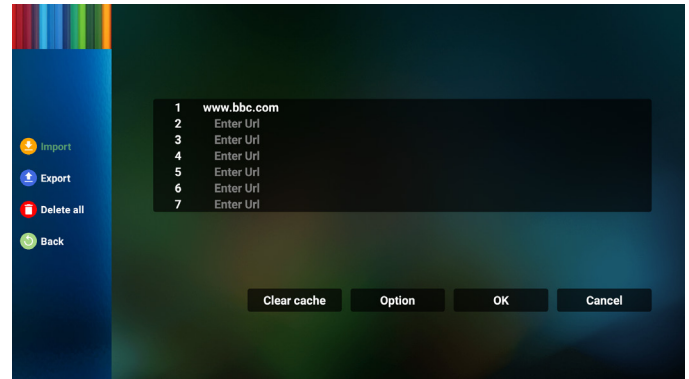 Import
Export
Delete all
Back
1 www.bbc.com
2 Enter Url
3 Enter Url
4 Enter Url
5 Enter Url
6 Enter Url
7 Enter Url
Clear cache Option OK Cancel